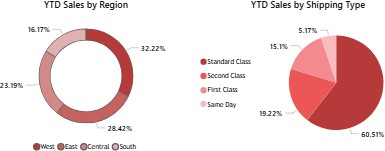 YTD Sales by Region
16.17%
32.22%
23.19%
28.42%
West East Central South
YTD Sales by Shipping Type
5.17%
15.1%
Standard Class
Second Class
First Class
Same Day
19.22%
60.51%